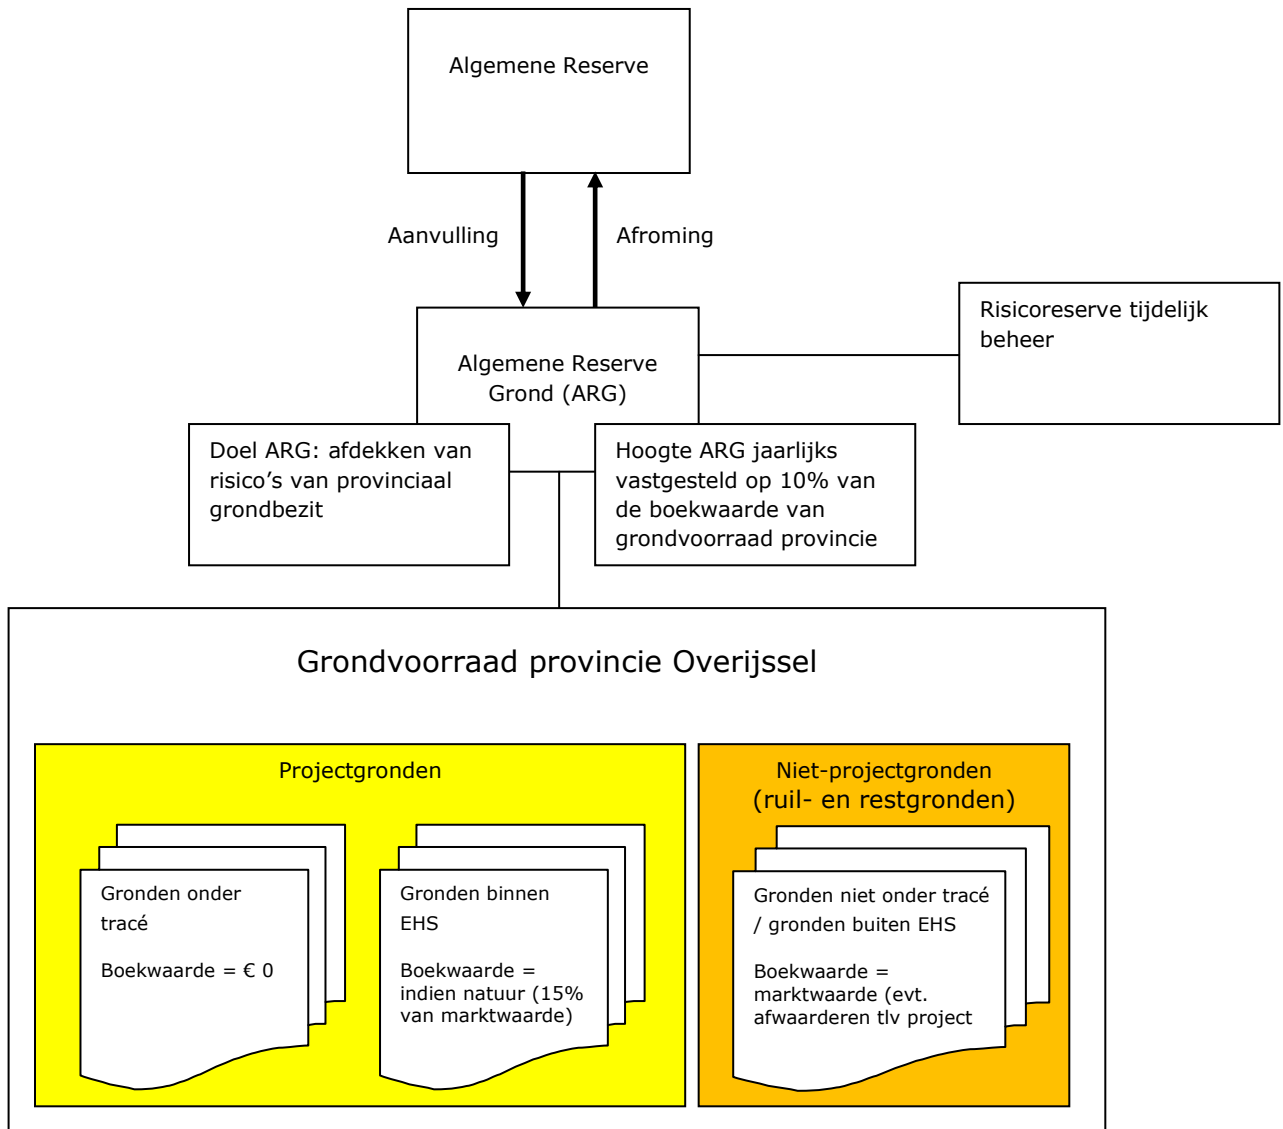 Algemene Reserve
Aanvulling
Afroming
Risicoreserve tijdelijk
beheer
Algemene Reserve
Grond (ARG)
Doel ARG: afdekken van
risico's van provinciaal
grondbezit
Hoogte ARG jaarlijks
vastgesteld op 10% van
de boekwaarde van
grondvoorraad provincie
Grondvoorraad provincie Overijssel
Projectgronden
Gronden onder
tracé
Boekwaarde = € 0
Gronden binnen
EHS
Boekwaarde =
indien natuur (15%
van marktwaarde)
Niet-projectgronden
(ruil- en restgronden)
Gronden niet onder tracé
/ gronden buiten EHS
Boekwaarde =
marktwaarde (evt.
afwaarderen tlv project